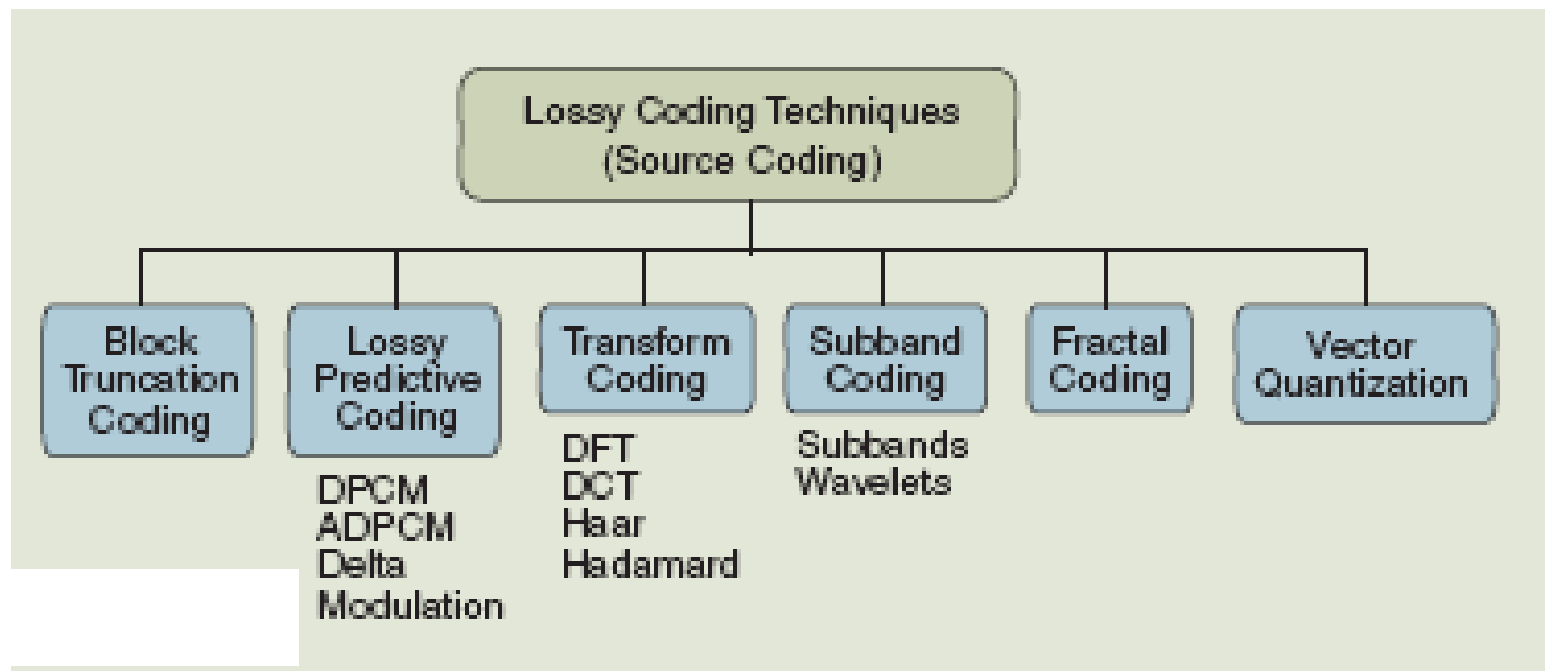 Lossy Coding Techniques
(Source Coding)
Block
Truncation
Coding
Lossy
Predictive
Coding
DPCM
ADPCM
Delta
Modulation
Transform
Coding
DFT
DCT
Haar
Hadamard
Subband
Coding
Subbands
Wavelets
Fractal
Coding
Vector
Quantization